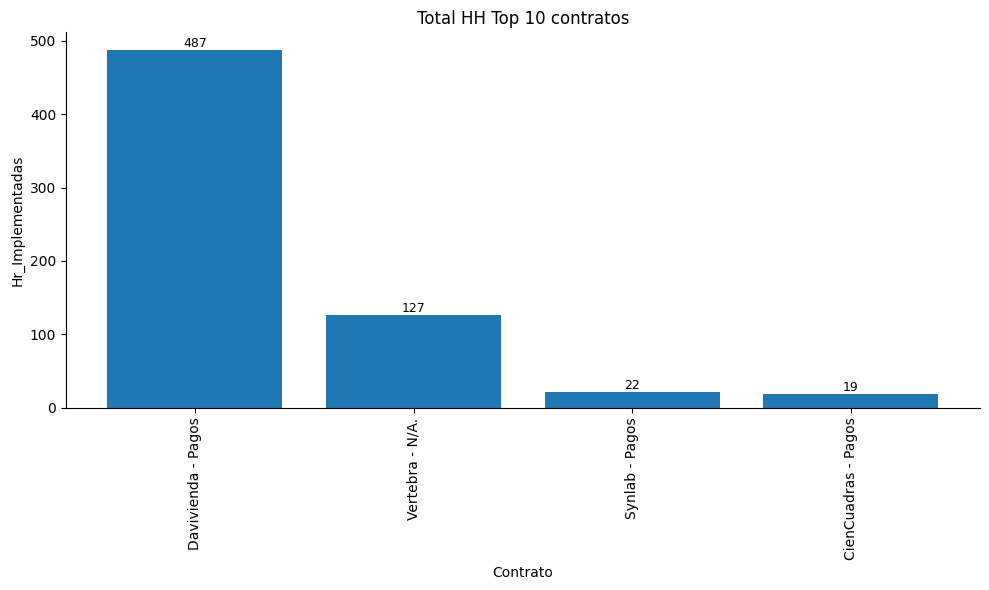 Total HH Top 10 contratos
Hr_Implementadas
500
400
300
200
100
0
487
127
22
19
Davivienda - Pagos
Vertebra - N/A.
Synlab - Pagos
CienCuadras - Pagos
Contrato